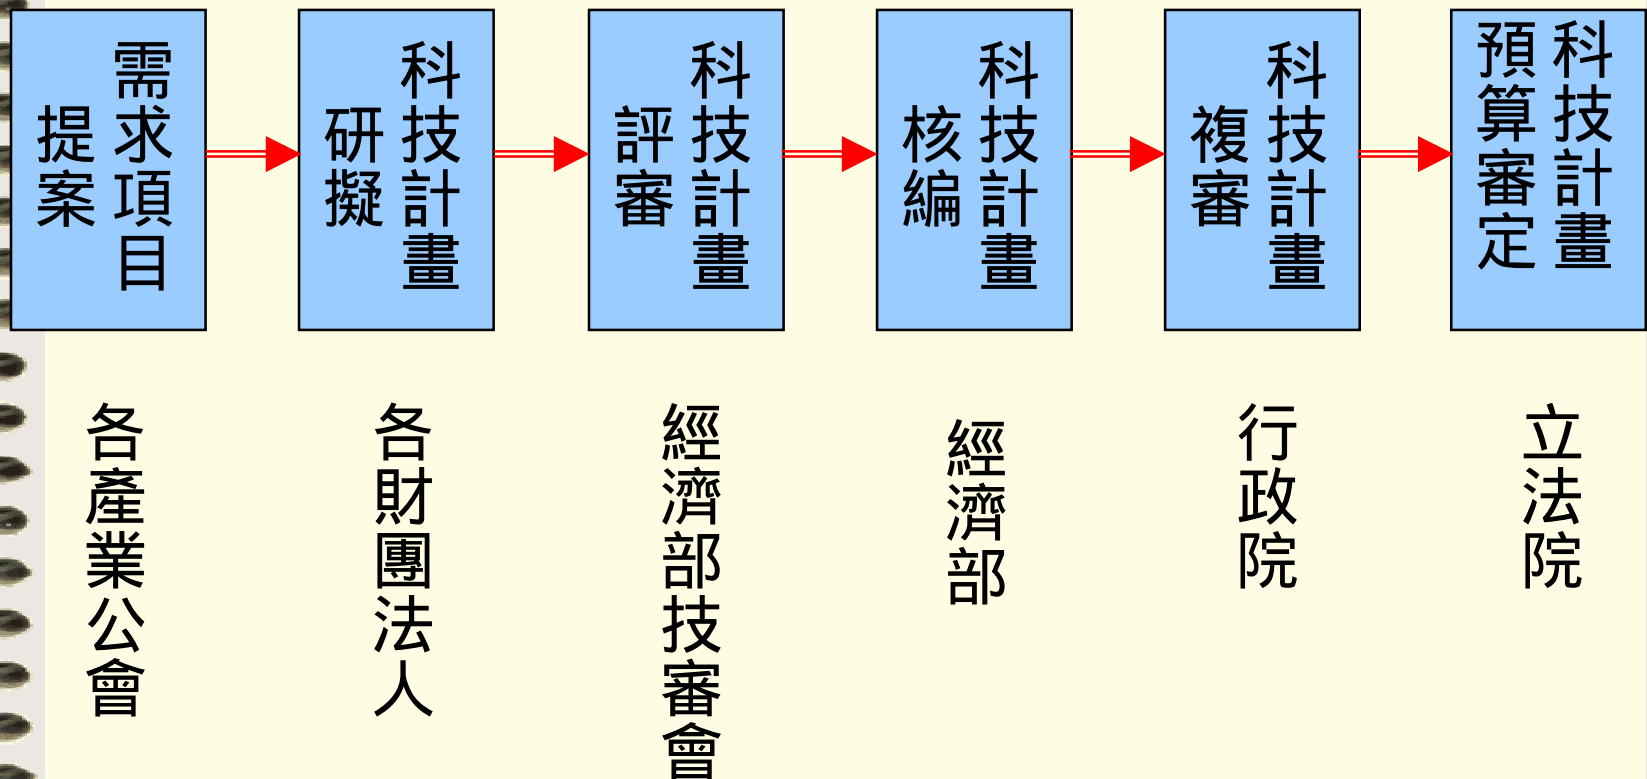 需求項目
提案
科技計畫
研擬
科技計畫
評審
科技計畫
核編
科技計畫
複審
科技計畫
預算審定
各產業公會
各財團法人
經濟部技審會
經濟部
行政院
立法院